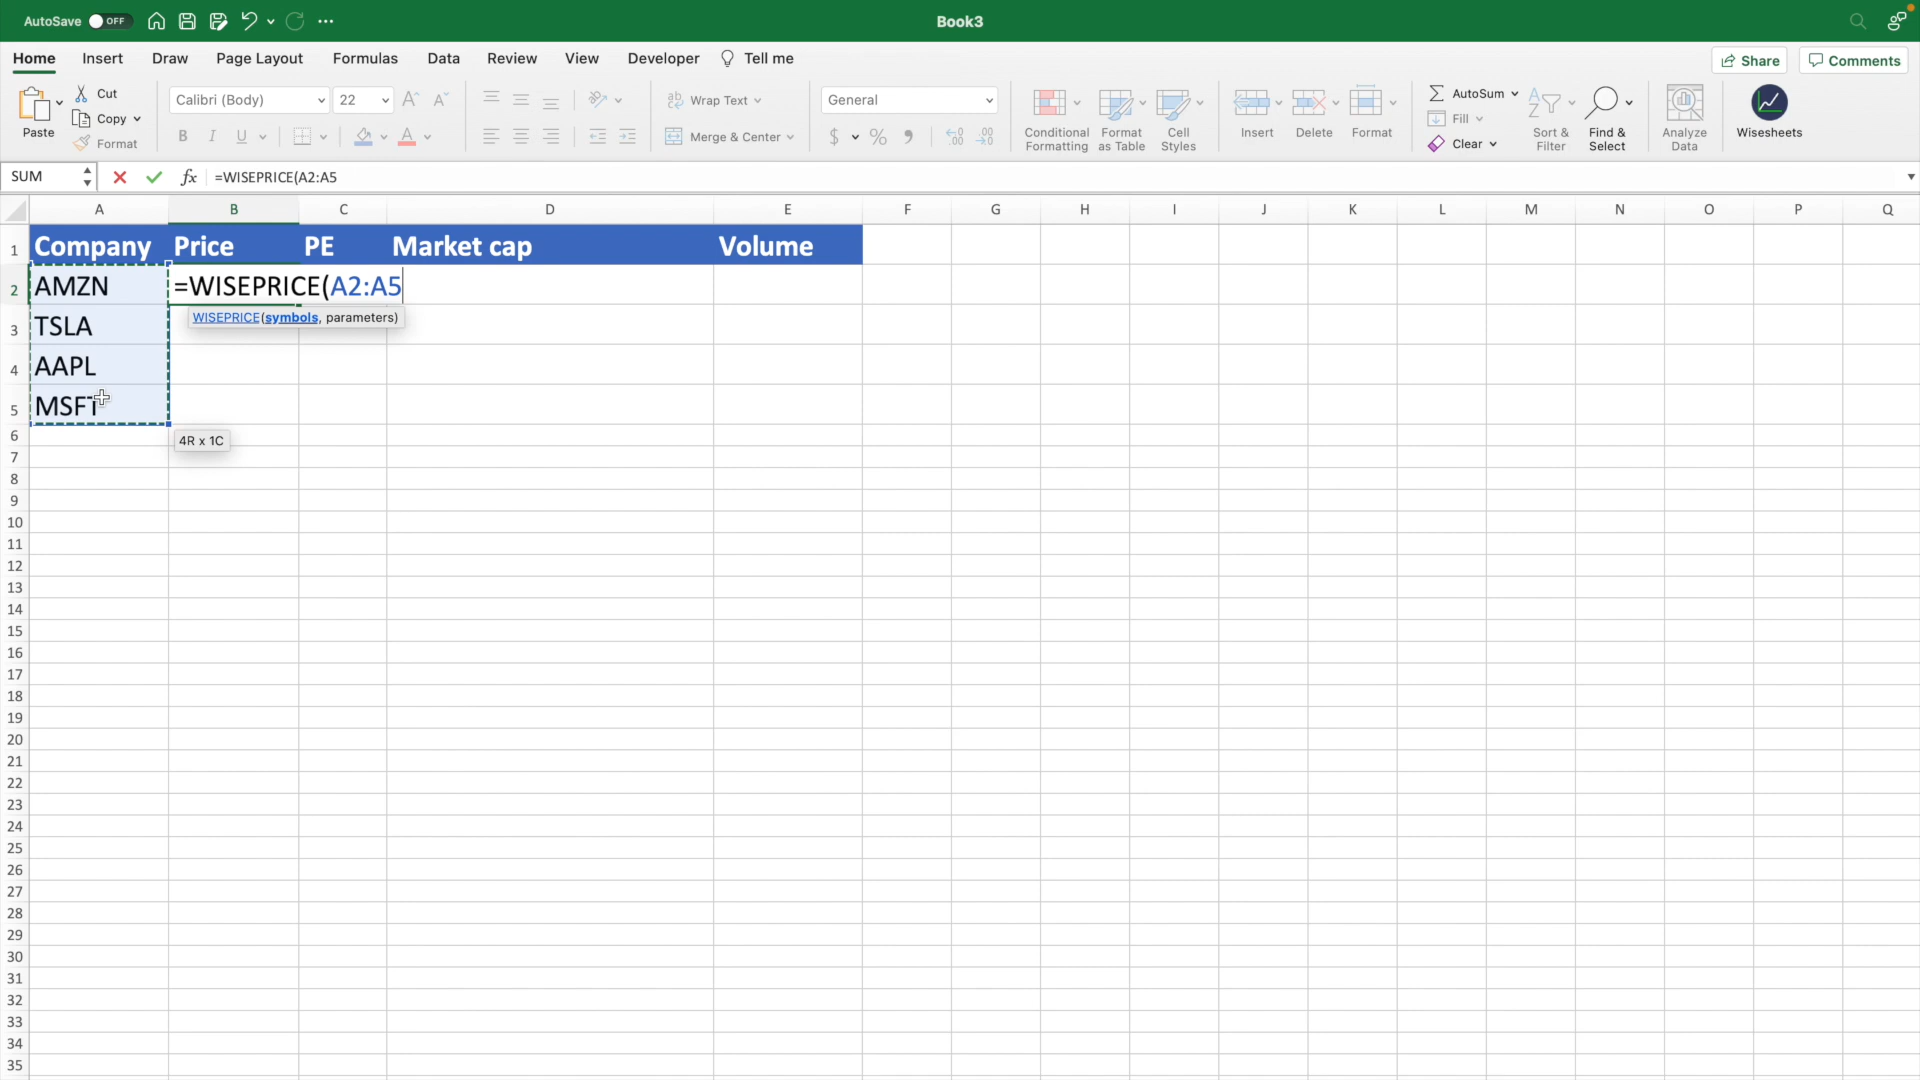 AutoSave OFF Book3
Home Insert Draw Page Layout Formulas Data Review View Developer Tell me Share Comments
Paste Cut Calibri (Body) 22 Wrap Text General Conditional Formatting Format as Table Cell Styles Insert Delete Format AutoSum Sort & Filter Find & Select Analyze Data Wisesheets
Copy Fill
Format B I U Merge & Center $ % Clear
SUM fx =WISEPRICE(A2:A5
A B C D E F G H I J K L M N O P Q
1 Company Price PE Market cap Volume
2 AMZN =WISEPRICE(A2:A5
WISEPRICE(symbols, parameters)
3 TSLA
4 AAPL
5 MSFT
6 4R x 1C
7
8
9
10
11
12
13
14
15
16
17
18
19
20
21
22
23
24
25
26
27
28
29
30
31
32
33
34
35